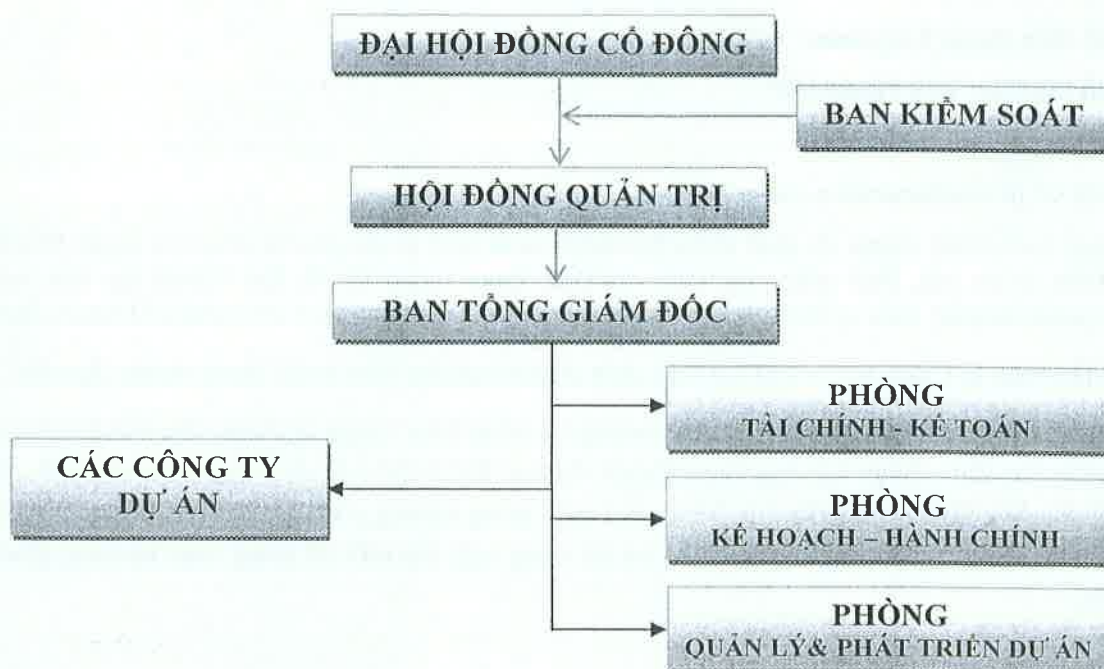 ĐẠI HỘI ĐỒNG CỔ ĐÔNG
BAN KIỂM SOÁT
HỘI ĐỒNG QUẢN TRỊ
BAN TỔNG GIÁM ĐỐC
PHÒNG
TÀI CHÍNH - KẾ TOÁN
CÁC CÔNG TY
DỰ ÁN
PHÒNG
KẾ HOẠCH – HÀNH CHÍNH
PHÒNG
QUẢN LÝ& PHÁT TRIỂN DỰ ÁN